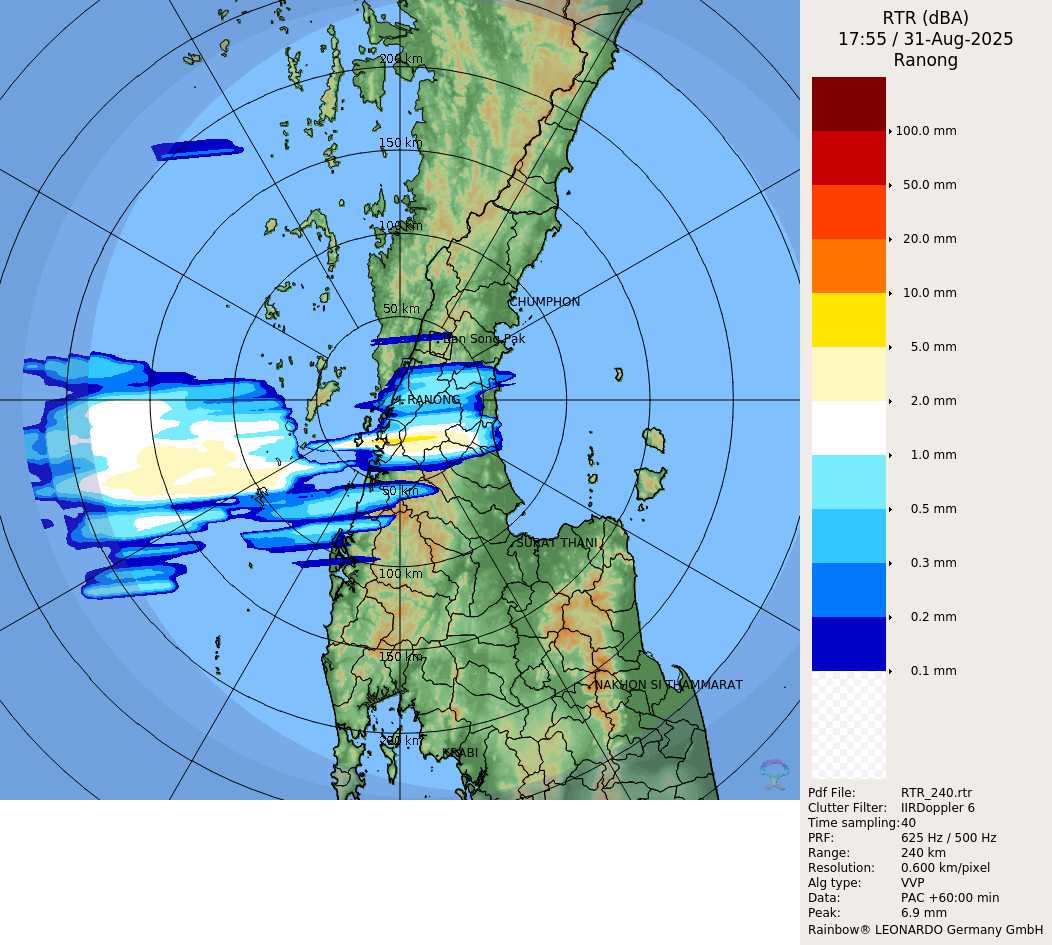 RTR (dBA)
17:55 / 31-Aug-2025
Ranong
100.0 mm
50.0 mm
20.0 mm
10.0 mm
5.0 mm
2.0 mm
1.0 mm
0.5 mm
0.3 mm
0.2 mm
0.1 mm
Pdf File: RTR_240.rtr
Clutter Filter: IIRDoppler 6
Time sampling:40
PRF: 625 Hz / 500 Hz
Range: 240 km
Resolution: 0.600 km/pixel
Alg type: VVP
Data: PAC +60:00 min
Peak: 6.9 mm
Rainbow® LEONARDO Germany GmbH
200 km
150 km
100 km
50 km
CHUMPHON
Ban Song Pak
RANONG
50 km
SURAT THANI
100 km
150 km
NAKHON SI THAMMARAT
200 km
KRABI